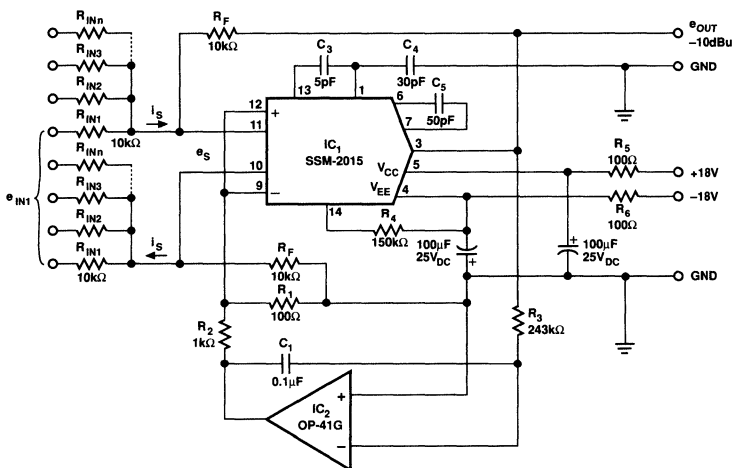 R_INn
R_IN3
R_IN2
R_IN1
10kΩ
i_S
R_INn
R_IN3
R_IN2
R_IN1
10kΩ
i_S
e_IN1
R_F
10kΩ
C_3
5pF
C_4
30pF
C_5
50pF
13
1
6
7
12
+
11
10
9
−
e_S
IC_1
SSM-2015
3
V_CC
5
V_EE
4
14
R_4
150kΩ
100μF
25V_DC
+
+
100μF
25V_DC
R_5
100Ω
R_6
100Ω
e_OUT
−10dBu
GND
+18V
−18V
GND
R_F
10kΩ
R_1
100Ω
R_2
1kΩ
C_1
0.1μF
R_3
243kΩ
+
IC_2
OP-41G
−